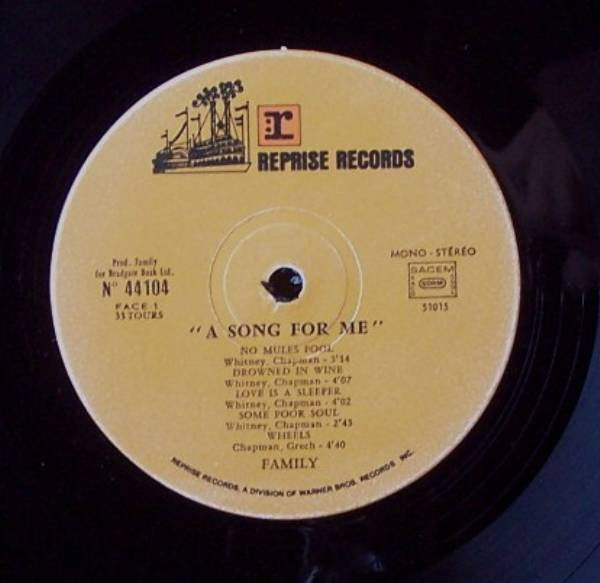 r
REPRISE RECORDS
Prod. Family
for Bradgate Bush Ltd.
N° 44104
FACE 1
33 TOURS
MONO - STÉRÉO
SACEM
SDRM
51015
"A SONG FOR ME"
NO MULES FOOL
Whitney, Chapman - 3'14
DROWNED IN WINE
Whitney, Chapman - 4'07
LOVE IS A SLEEPER
Whitney, Chapman - 4'02
SOME POOR SOUL
Whitney, Chapman - 2'43
WHEELS
Chapman, Grech - 4'40
FAMILY
REPRISE RECORDS, A DIVISION OF WARNER BROS. RECORDS, INC.